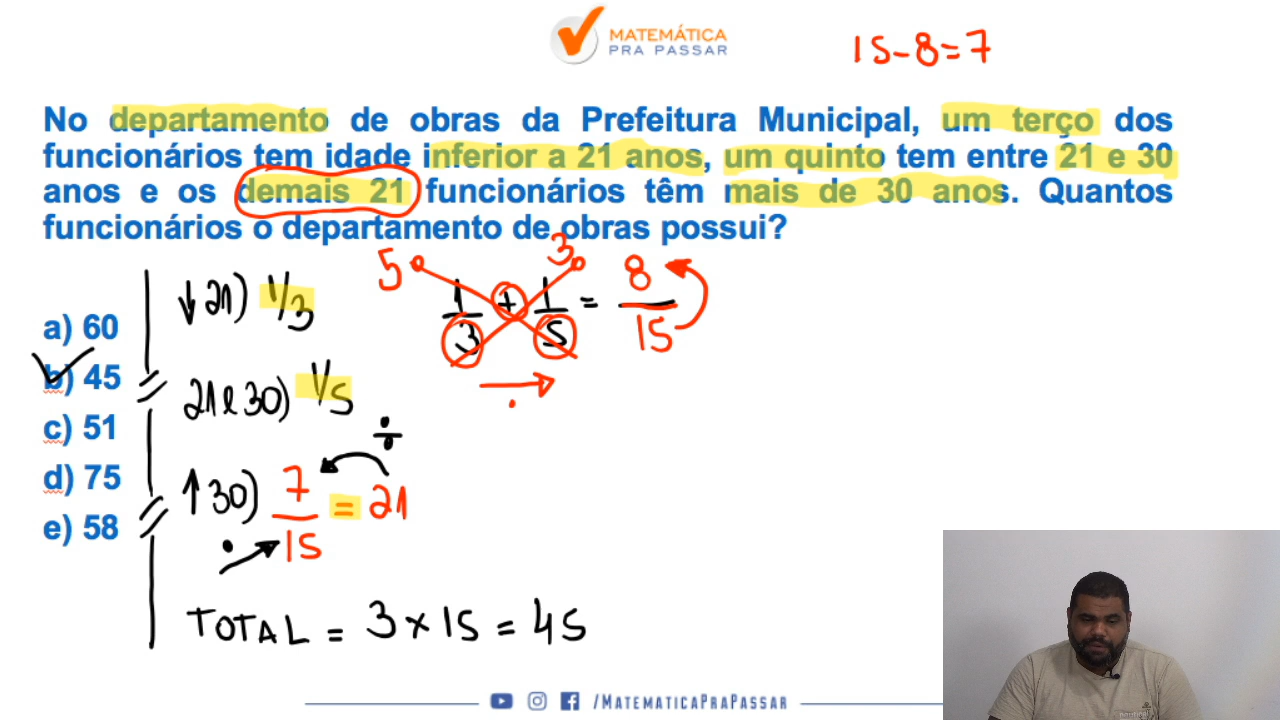 MATEMÁTICA
PRA PASSAR
15-8=7
No departamento de obras da Prefeitura Municipal, um terço dos
funcionários tem idade inferior a 21 anos, um quinto tem entre 21 e 30
anos e os demais 21 funcionários têm mais de 30 anos. Quantos
funcionários o departamento de obras possui?
5 3
1/3 + 1/5 = 8/15
↓21) 1/3
a) 60
b) 45
21 e 30) 1/5
c) 51
÷
d) 75
↑30) 7/15 = 21
e) 58
TOTAL = 3 x 15 = 45
/MATEMATICAPRAPASSAR